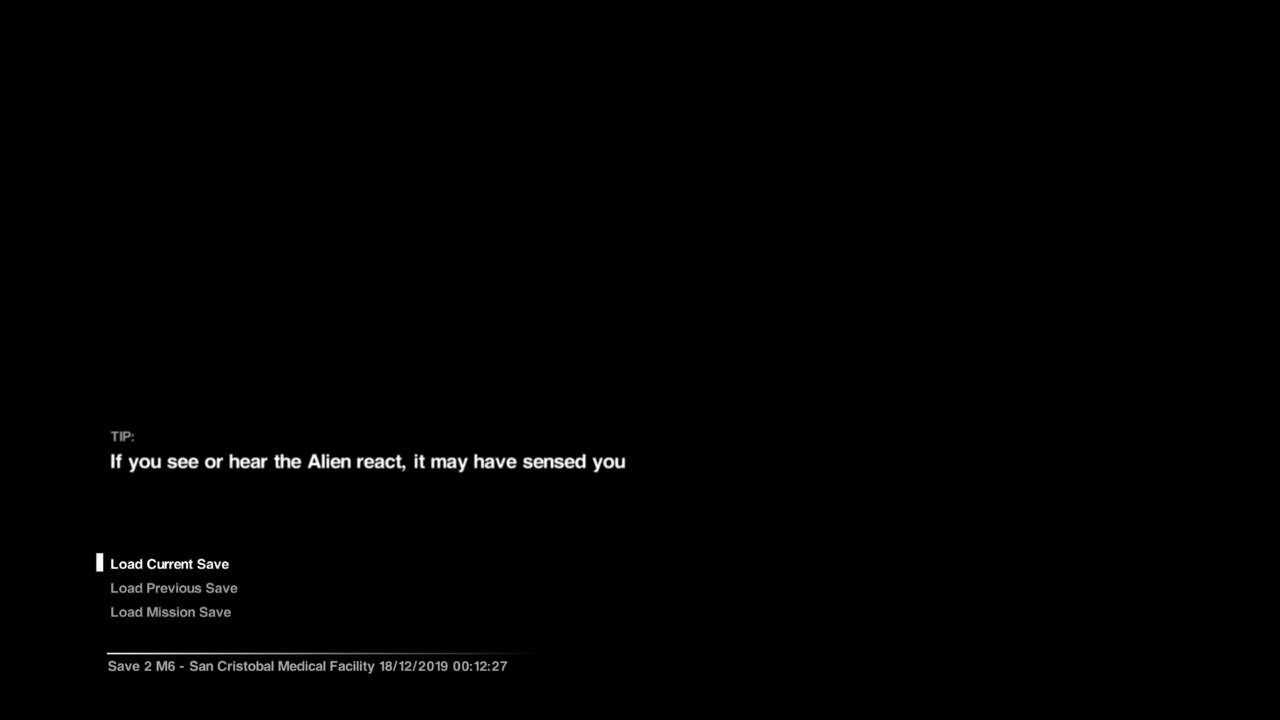 TIP:
If you see or hear the Alien react, it may have sensed you
Load Current Save
Load Previous Save
Load Mission Save
Save 2 M6 - San Cristobal Medical Facility 18/12/2019 00:12:27